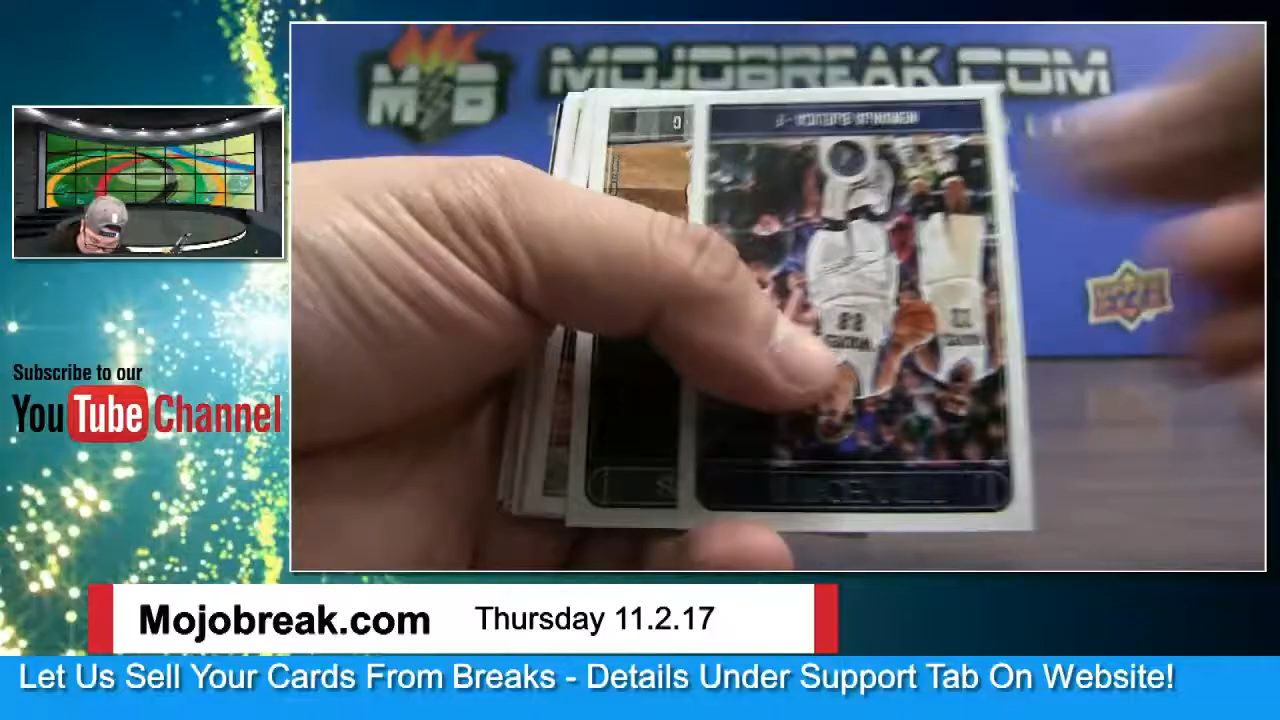 MOJOBREAK.COM
MB
Subscribe to our
YouTube Channel
Mojobreak.com
Thursday 11.2.17
Let Us Sell Your Cards From Breaks - Details Under Support Tab On Website!